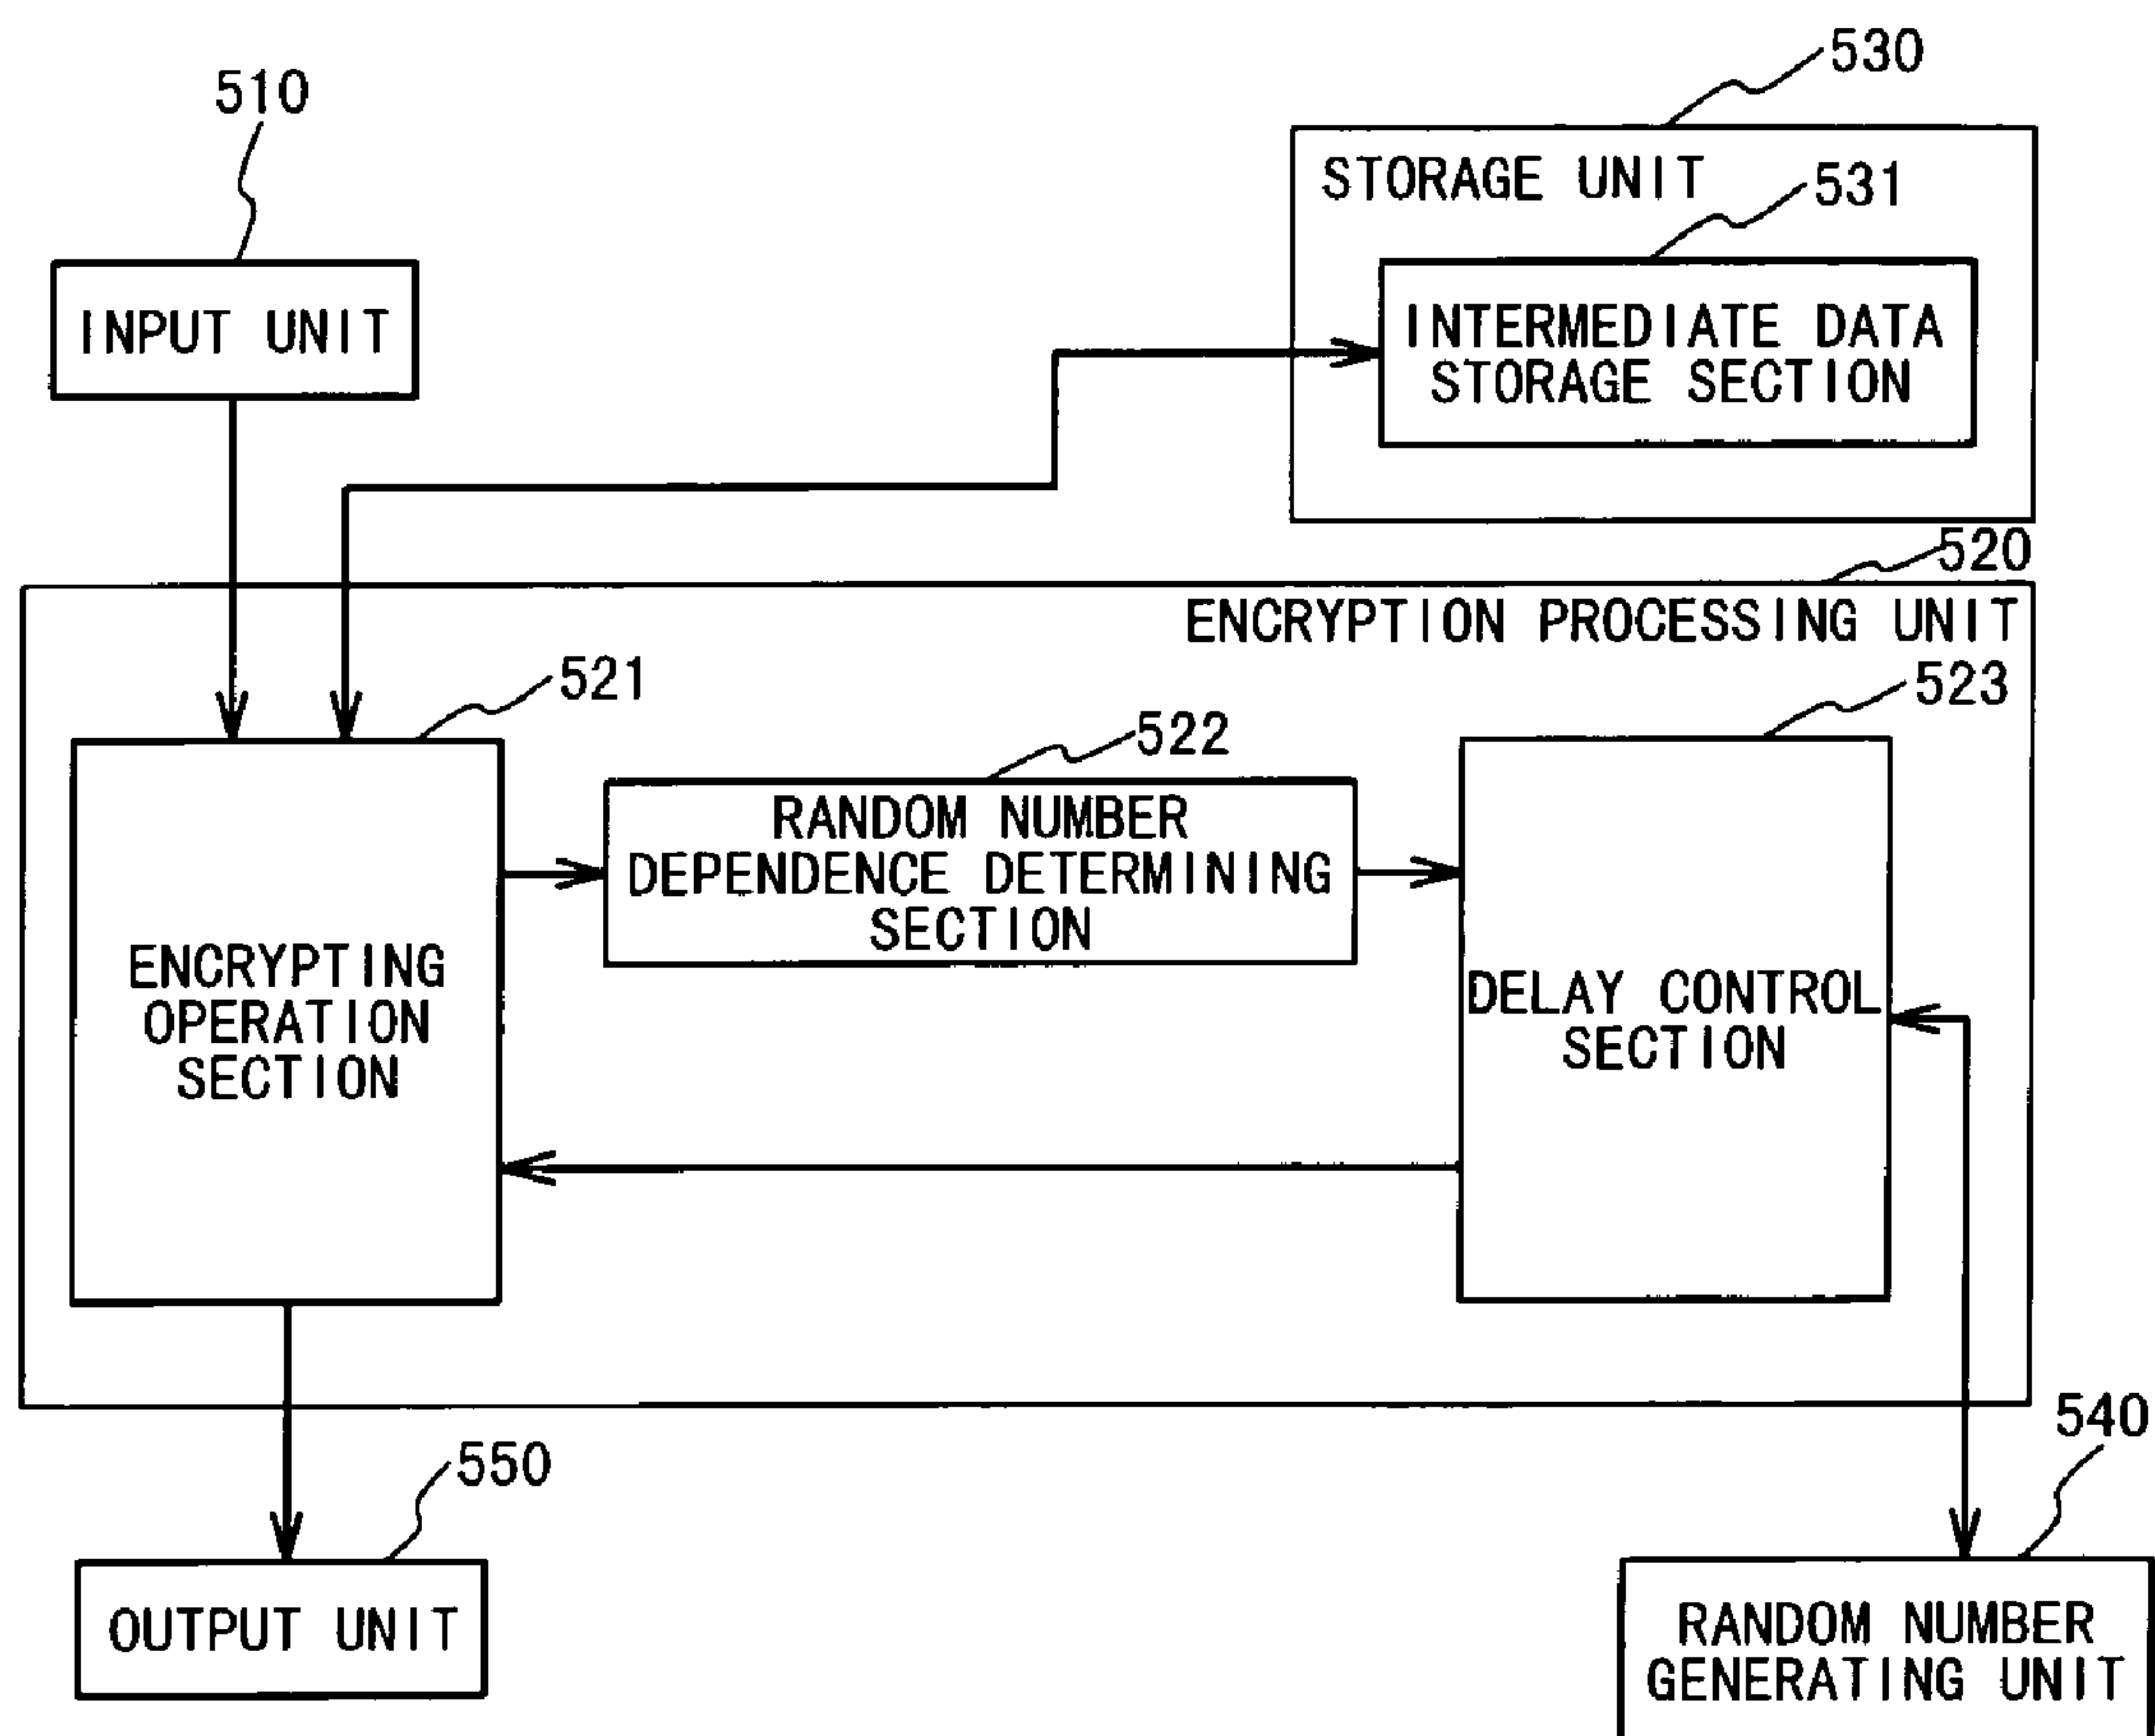 530
510
STORAGE UNIT
531
INPUT UNIT
INTERMEDIATE DATA
STORAGE SECTION
520
ENCRYPTION PROCESSING UNIT
521
523
522
RANDOM NUMBER
DEPENDENCE DETERMINING
SECTION
ENCRYPTING
OPERATION
SECTION
DELAY CONTROL
SECTION
540
550
OUTPUT UNIT
RANDOM NUMBER
GENERATING UNIT